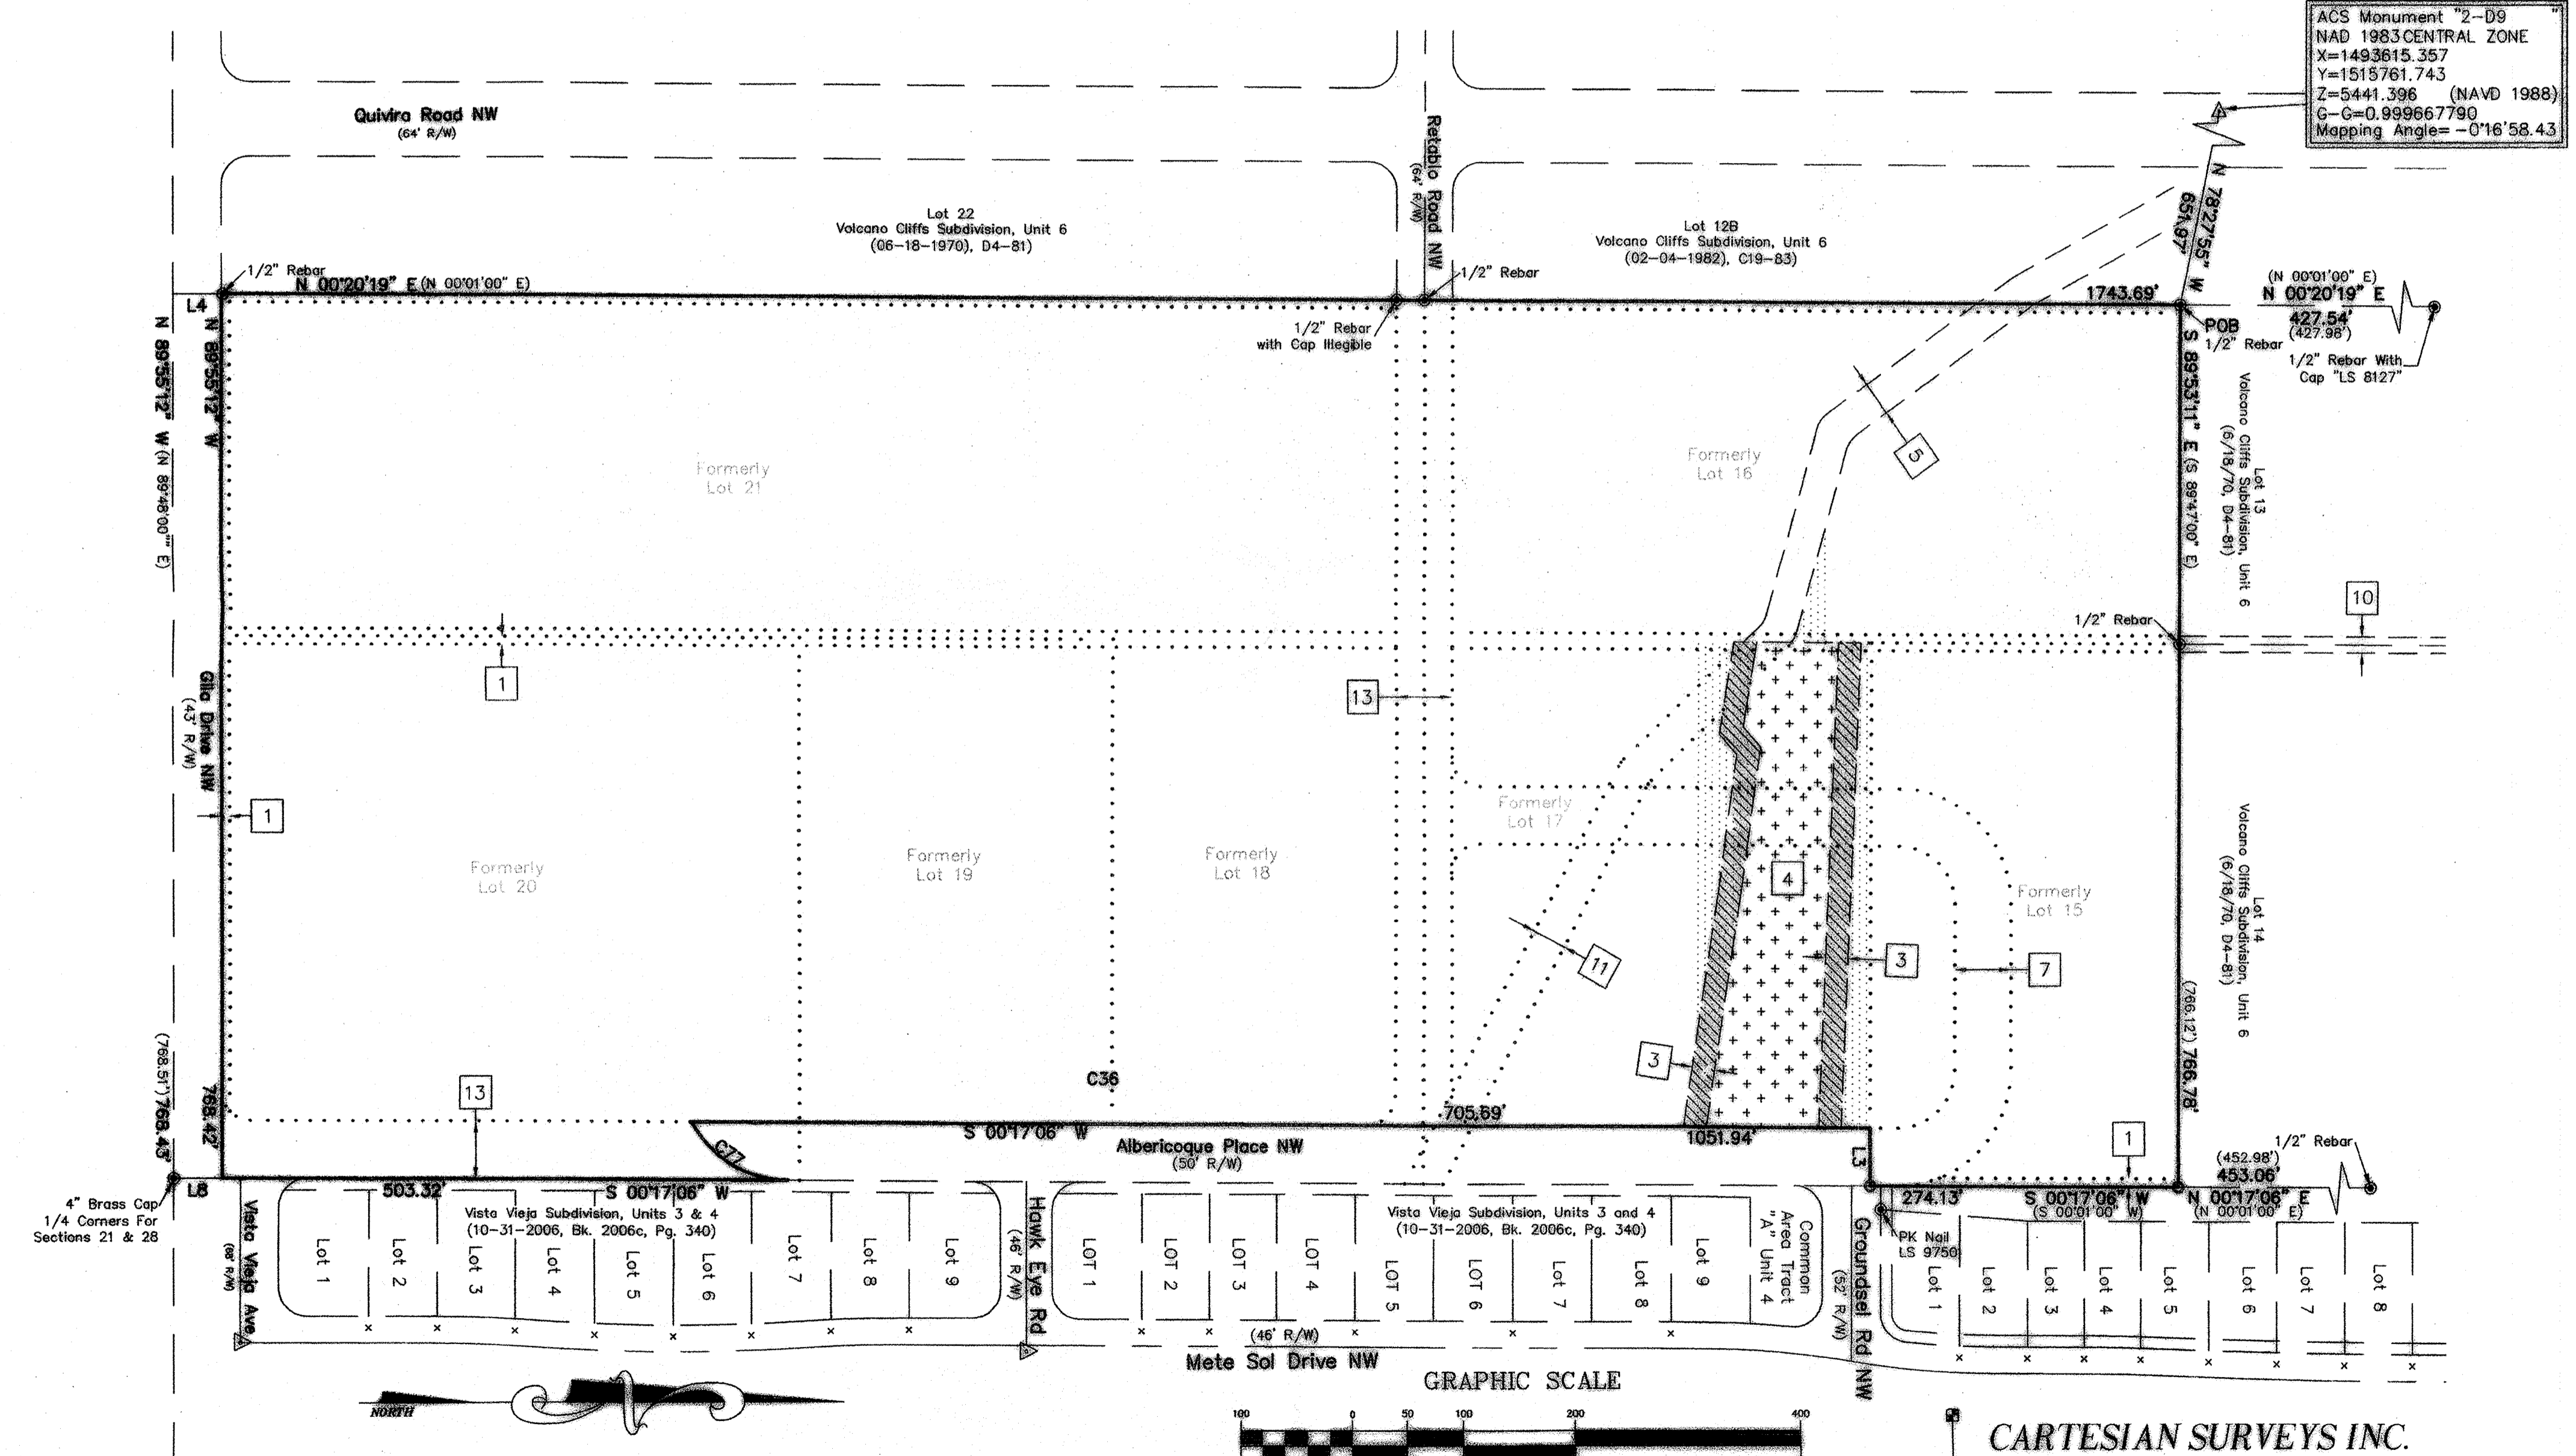 ACS Monument "2-D9 "
NAD 1983 CENTRAL ZONE
X=1493615.357
Y=1515761.743
Z=5441.396 (NAVD 1988)
G-G=0.999667790
Mapping Angle= -0°16'58.43
Quivira Road NW
(64' R/W)
Retablo Road NW
(64' R/W)
N 78°27'55" W
651.97'
Lot 22
Volcano Cliffs Subdivision, Unit 6
(06-18-1970), D4-81)
Lot 12B
Volcano Cliffs Subdivision, Unit 6
(02-04-1982), C19-83)
1/2" Rebar
N 00°20'19" E (N 00°01'00" E)
L4
1/2" Rebar
1/2" Rebar
with Cap Illegible
1743.69'
(N 00°01'00" E)
N 00°20'19" E
427.54'
(427.98')
POB
1/2" Rebar
1/2" Rebar With
Cap "LS 8127"
N 89°55'12" W (N 89°48'00"" E)
N 89°55'12" W
S 89°53'11" E (S 89°47'00" E)
Lot 13
Volcano Cliffs Subdivision, Unit 6
(6/18/70, D4-81)
Formerly
Lot 21
Formerly
Lot 16
5
10
1/2" Rebar
1
13
Glia Drive NW
(43' R/W)
1
Formerly
Lot 17
Formerly
Lot 20
Formerly
Lot 19
Formerly
Lot 18
4
Formerly
Lot 15
Lot 14
Volcano Cliffs Subdivision, Unit 6
(6/18/70, D4-81)
11
3
7
3
(768.51') 768.43'
768.42'
(766.12') 766.78'
13
C36
705.69'
S 00°17'06" W
1051.94'
Albericoque Place NW
(50' R/W)
C77
L3
1
1/2" Rebar
(452.98')
453.06'
L8
4" Brass Cap
1/4 Corners For
Sections 21 & 28
503.32'
S 00°17'06" W
274.13'
S 00°17'06" W
(S 00°01'00" W)
N 00°17'06" E
(N 00°01'00" E)
Vista Vieja Subdivision, Units 3 & 4
(10-31-2006, Bk. 2006c, Pg. 340)
Vista Vieja Subdivision, Units 3 and 4
(10-31-2006, Bk. 2006c, Pg. 340)
PK Nail
LS 9750
Vista Vieja Ave
Lot 1
Lot 2
Lot 3
Lot 4
Lot 5
Lot 6
Lot 7
Lot 8
Lot 9
Hawk Eye Rd
(46' R/W)
LOT 1
LOT 2
LOT 3
LOT 4
LOT 5
LOT 6
Lot 7
Lot 8
Lot 9
Common
Area Tract
"A" Unit 4
Groundsel Rd NW
(52' R/W)
Lot 1
Lot 2
Lot 3
Lot 4
Lot 5
Lot 6
Lot 7
Lot 8
(46' R/W)
Mete Sol Drive NW
NORTH
GRAPHIC SCALE
100 0 50 100 200 400
CARTESIAN SURVEYS INC.